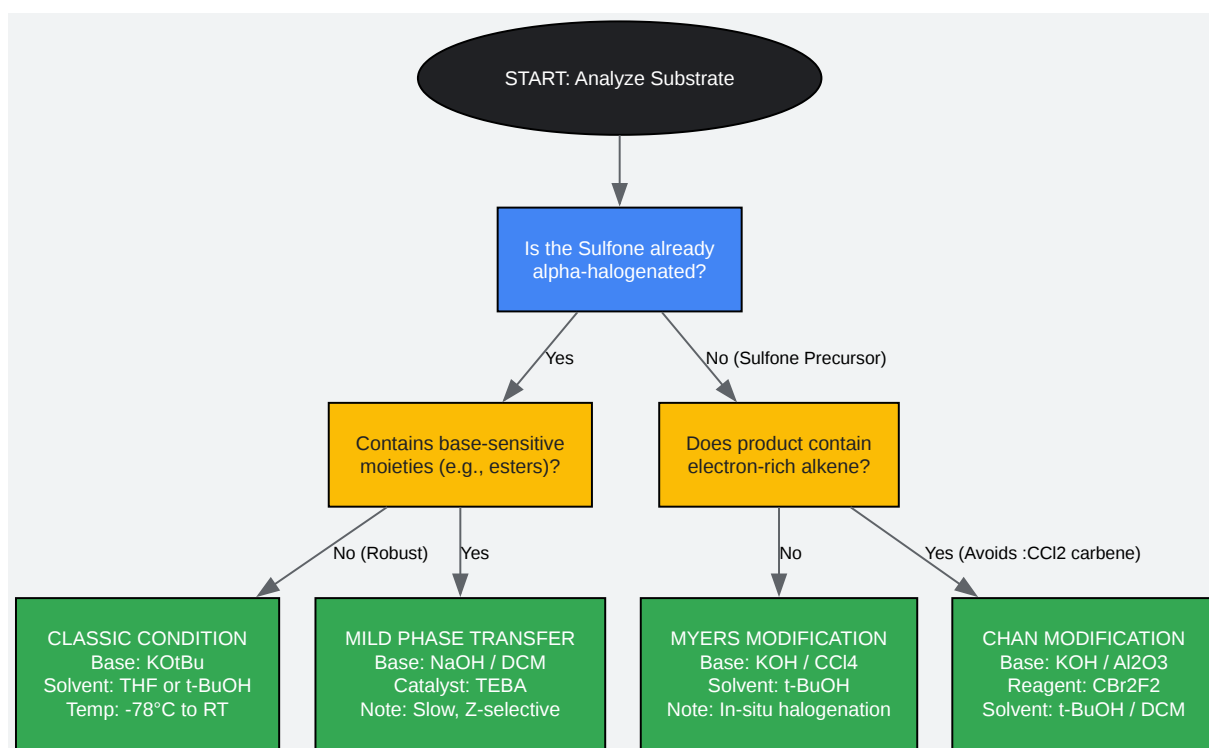 START: Analyze Substrate
Is the Sulfone already
alpha-halogenated?
Yes
No (Sulfone Precursor)
Contains base-sensitive
moieties (e.g., esters)?
Does product contain
electron-rich alkene?
No (Robust)
Yes
No
Yes (Avoids :CCl2 carbene)
CLASSIC CONDITION
Base: KOtBu
Solvent: THF or t-BuOH
Temp: -78°C to RT
MILD PHASE TRANSFER
Base: NaOH / DCM
Catalyst: TEBA
Note: Slow, Z-selective
MYERS MODIFICATION
Base: KOH / CCl4
Solvent: t-BuOH
Note: In-situ halogenation
CHAN MODIFICATION
Base: KOH / Al2O3
Reagent: CBr2F2
Solvent: t-BuOH / DCM